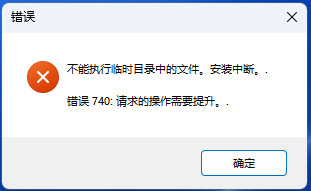 错误
不能执行临时目录中的文件。安装中断。.
错误 740: 请求的操作需要提升。.
确定